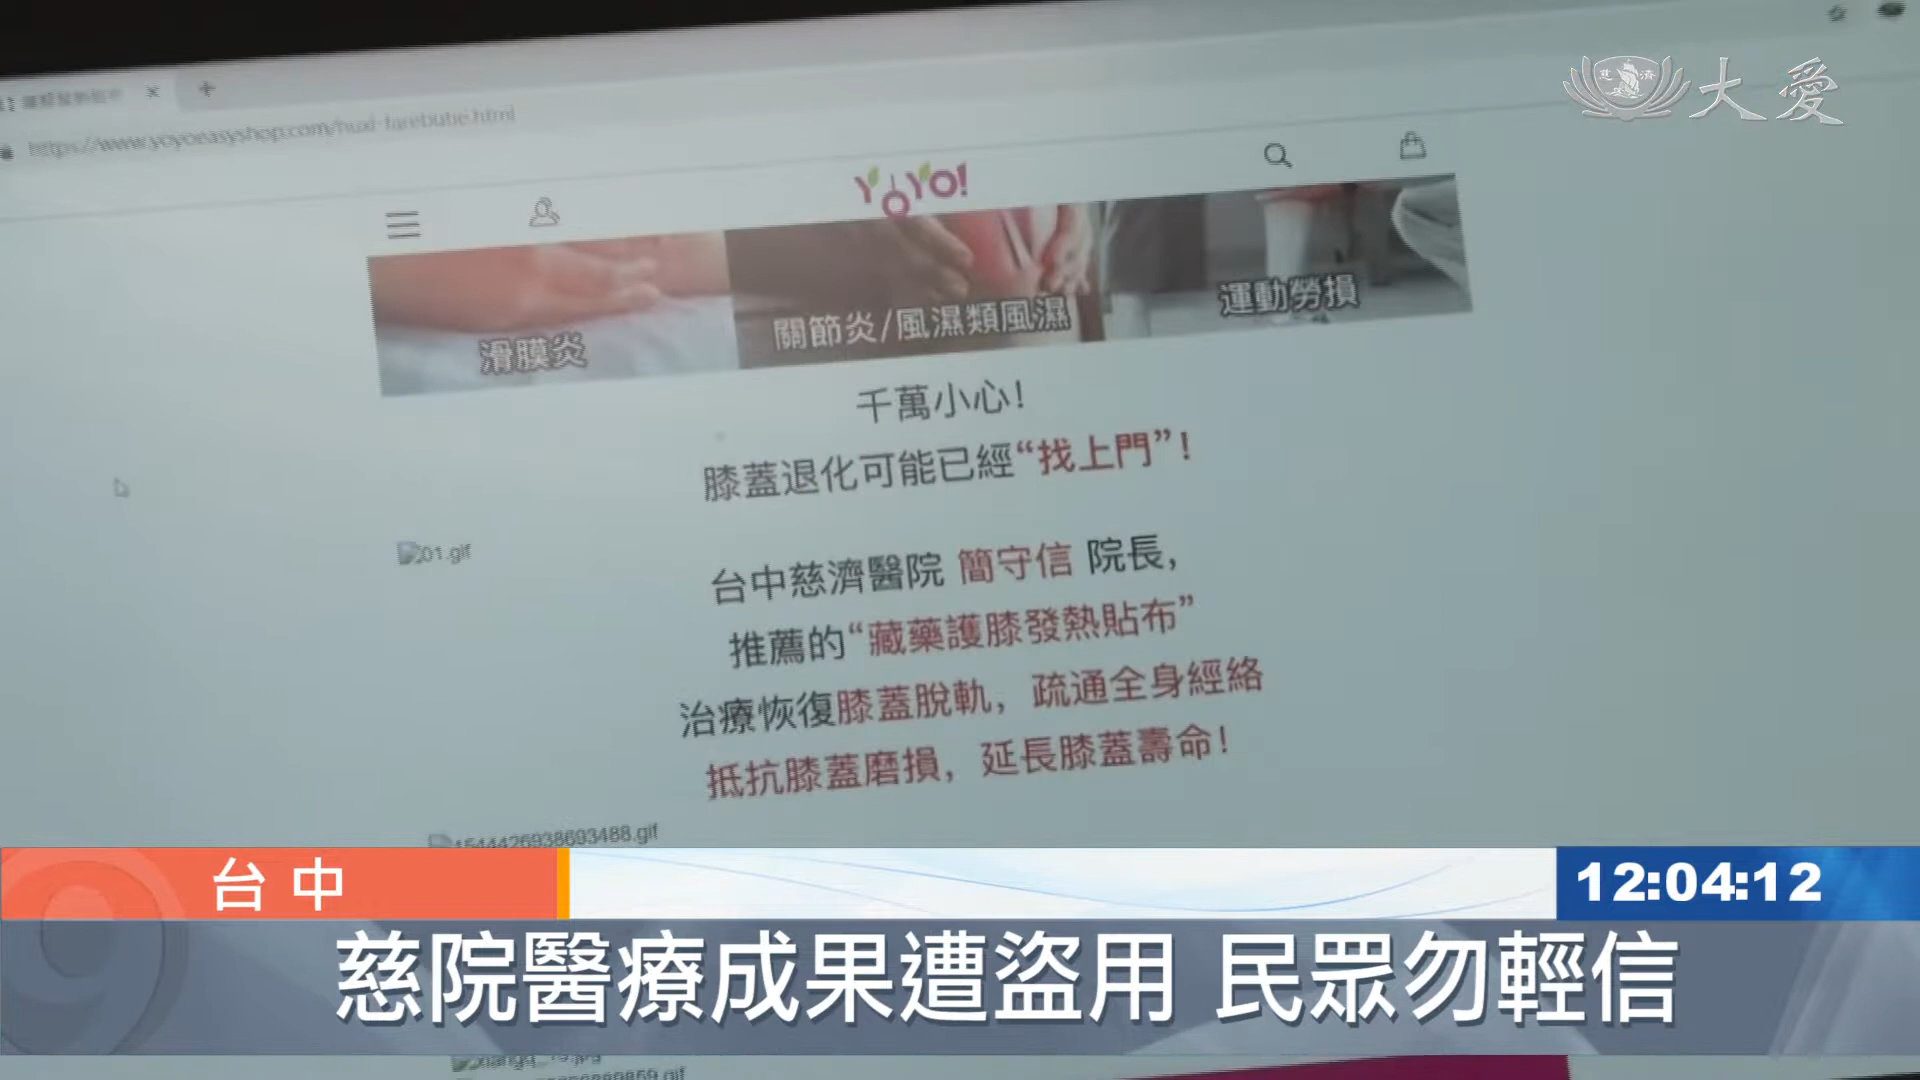 大愛
慈濟
YOYO!
滑膜炎
關節炎/風濕類風濕
運動勞損
千萬小心!
膝蓋退化可能已經“找上門”!
01.gif
台中慈濟醫院 簡守信 院長,
推薦的“藏藥護膝發熱貼布”
治療恢復膝蓋脫軌, 疏通全身經絡
抵抗膝蓋磨損, 延長膝蓋壽命!
1544426938693488.gif
台中
12:04:12
慈院醫療成果遭盜用 民眾勿輕信